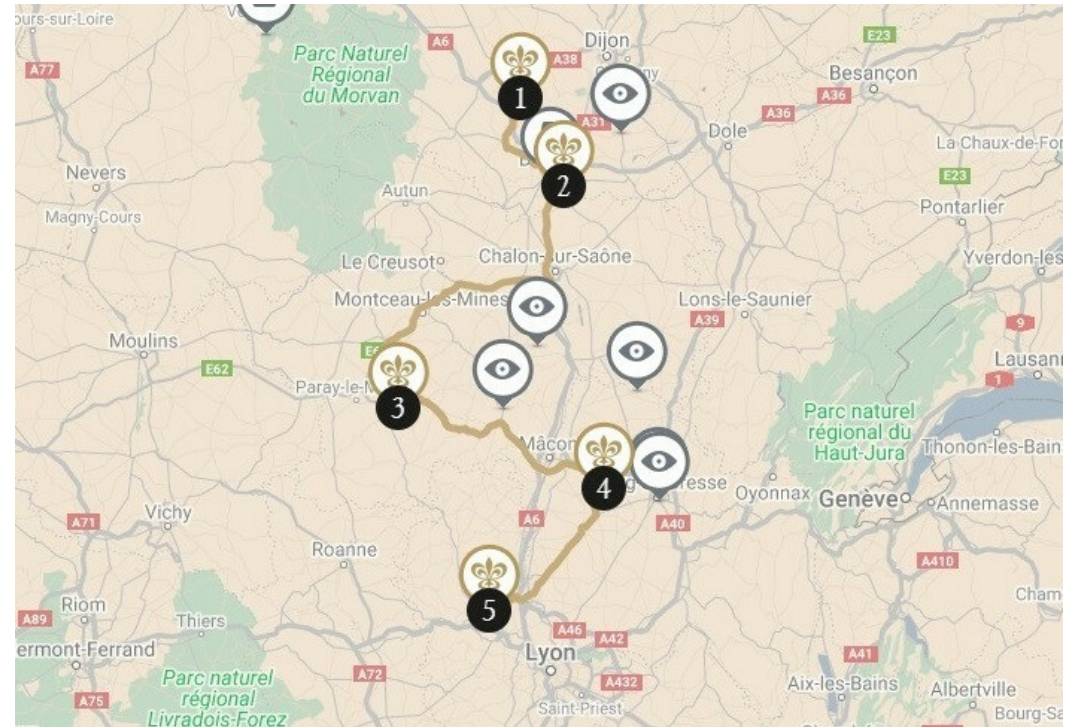 ours-sur-Loire
Parc Naturel
Régional
du Morvan
A77
A6
A38
Dijon
E23
Besançon
A36
A36
1
A31
Dole
La Chaux-de-For
Nevers
Magny-Cours
Autun
2
E23
Pontarlier
Yverdon-les
Le Creusot
Chalon-sur-Saône
Montceau-les-Mines
Lons-le-Saunier
A39
9
Moulins
E62
Lausann
1
Paray-le-M
3
Parc naturel
régional du
Haut-Jura
Thonon-les-Bain
Mâcon
4
resse
Oyonnax
Genève
Annemasse
A71
Vichy
A6
A40
Roanne
A410
5
Cham
Riom
A89
Thiers
A46
A42
ermont-Ferrand
Lyon
A41
A72
A432
Aix-les-Bains
Albertville
Parc naturel
régional
Livradois-Forez
A75
Saint-Priest
Bourg-Sa